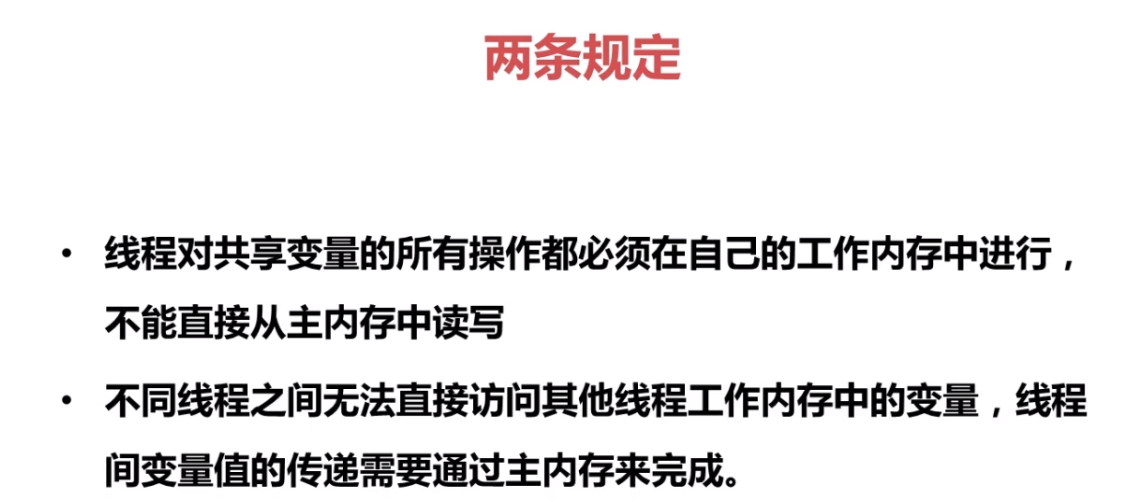 两条规定
• 线程对共享变量的所有操作都必须在自己的工作内存中进行，
不能直接从主内存中读写
• 不同线程之间无法直接访问其他线程工作内存中的变量，线程
间变量值的传递需要通过主内存来完成。